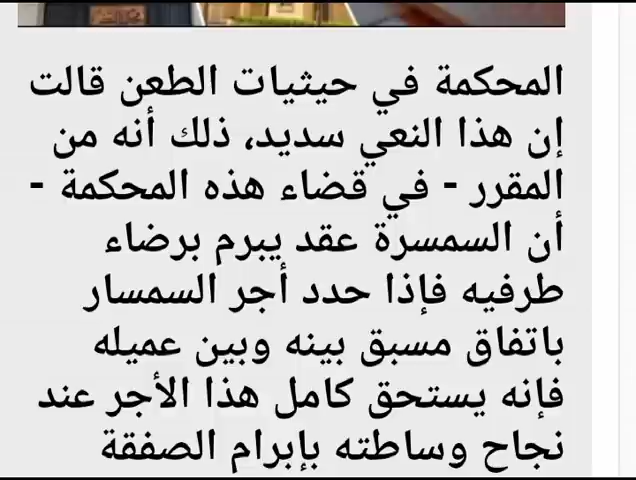 المحكمة في حيثيات الطعن قالت
إن هذا النعي سديد، ذلك أنه من
المقرر - في قضاء هذه المحكمة -
أن السمسرة عقد يبرم برضاء
طرفيه فإذا حدد أجر السمسار
باتفاق مسبق بينه وبين عميله
فإنه يستحق كامل هذا الأجر عند
نجاح وساطته بإبرام الصفقة